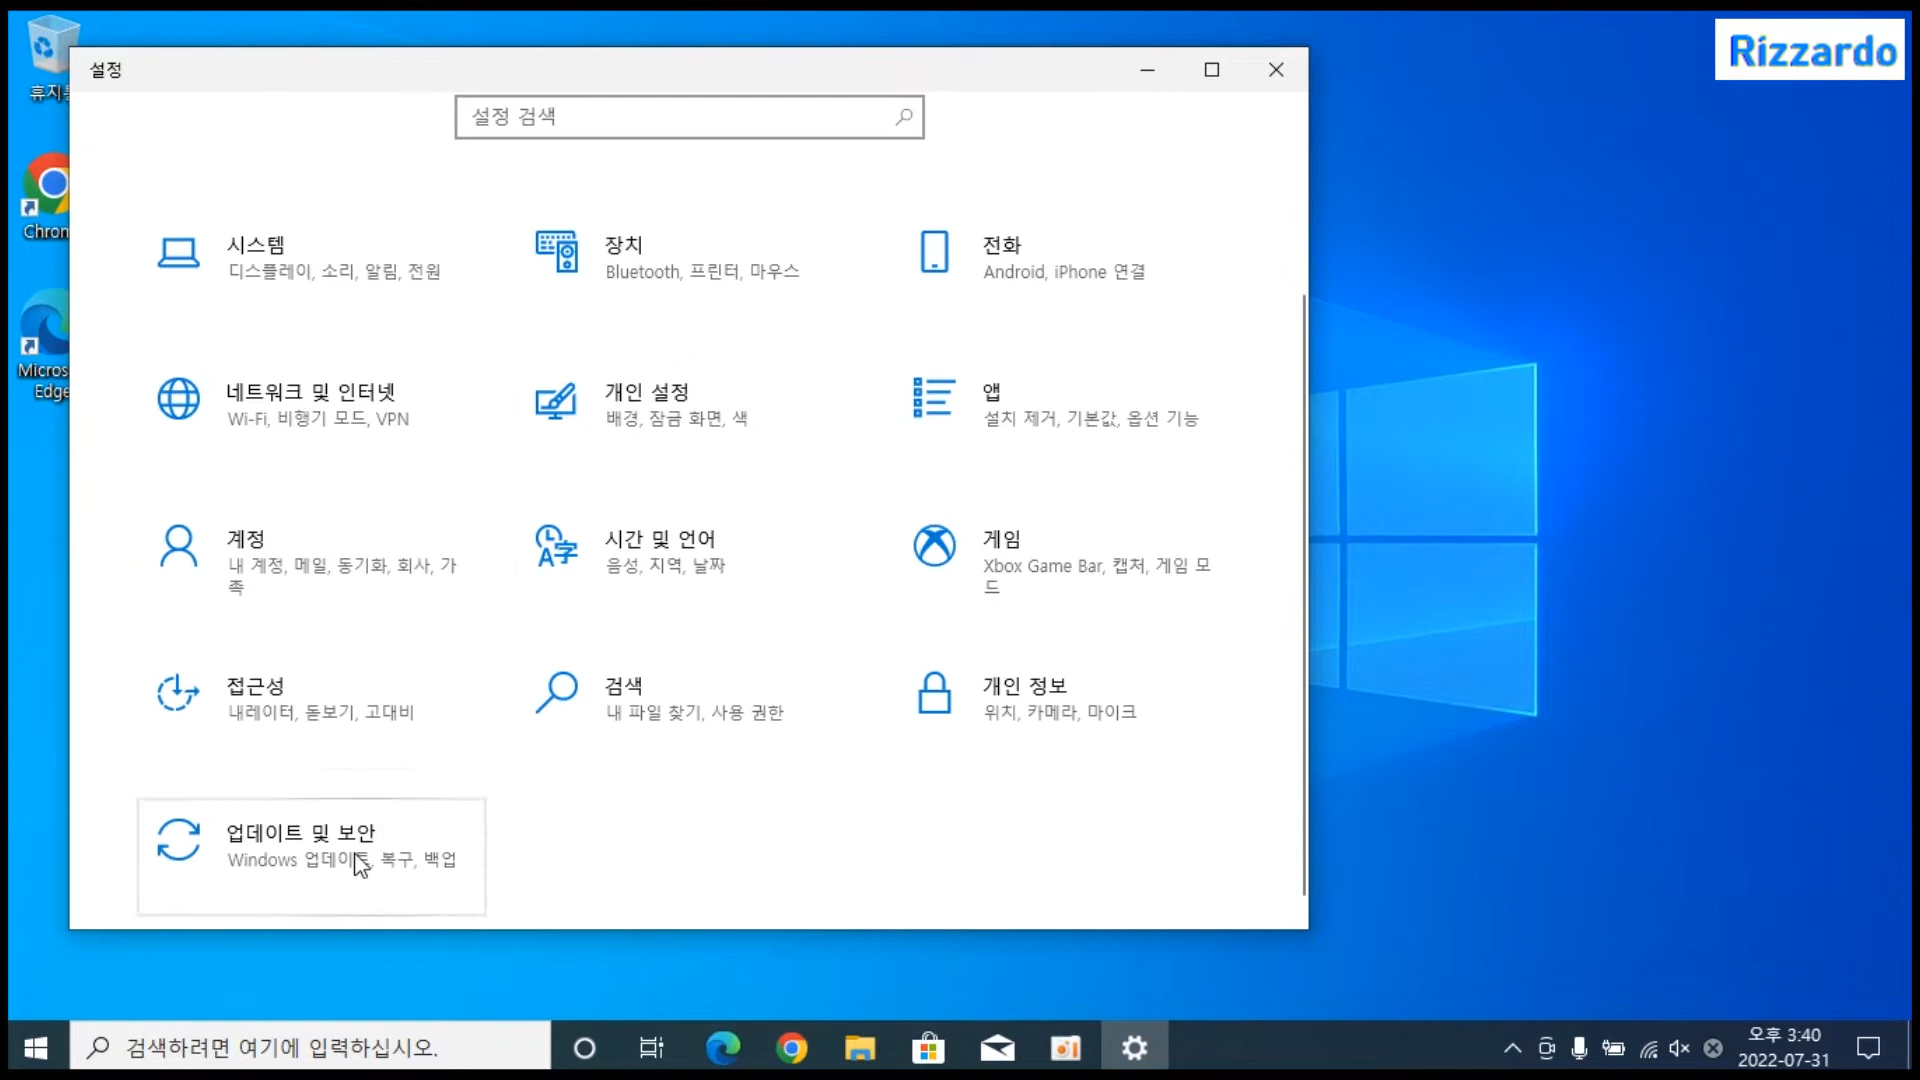 Rizzardo
휴지통
설정
설정 검색
시스템
디스플레이, 소리, 알림, 전원
장치
Bluetooth, 프린터, 마우스
전화
Android, iPhone 연결
Chrom
네트워크 및 인터넷
Wi-Fi, 비행기 모드, VPN
개인 설정
배경, 잠금 화면, 색
앱
설치 제거, 기본값, 옵션 기능
Micros
Edge
계정
내 계정, 메일, 동기화, 회사, 가
족
시간 및 언어
음성, 지역, 날짜
게임
Xbox Game Bar, 캡처, 게임 모
드
접근성
내레이터, 돋보기, 고대비
검색
내 파일 찾기, 사용 권한
개인 정보
위치, 카메라, 마이크
업데이트 및 보안
Windows 업데이트, 복구, 백업
검색하려면 여기에 입력하십시오.
오후 3:40
2022-07-31